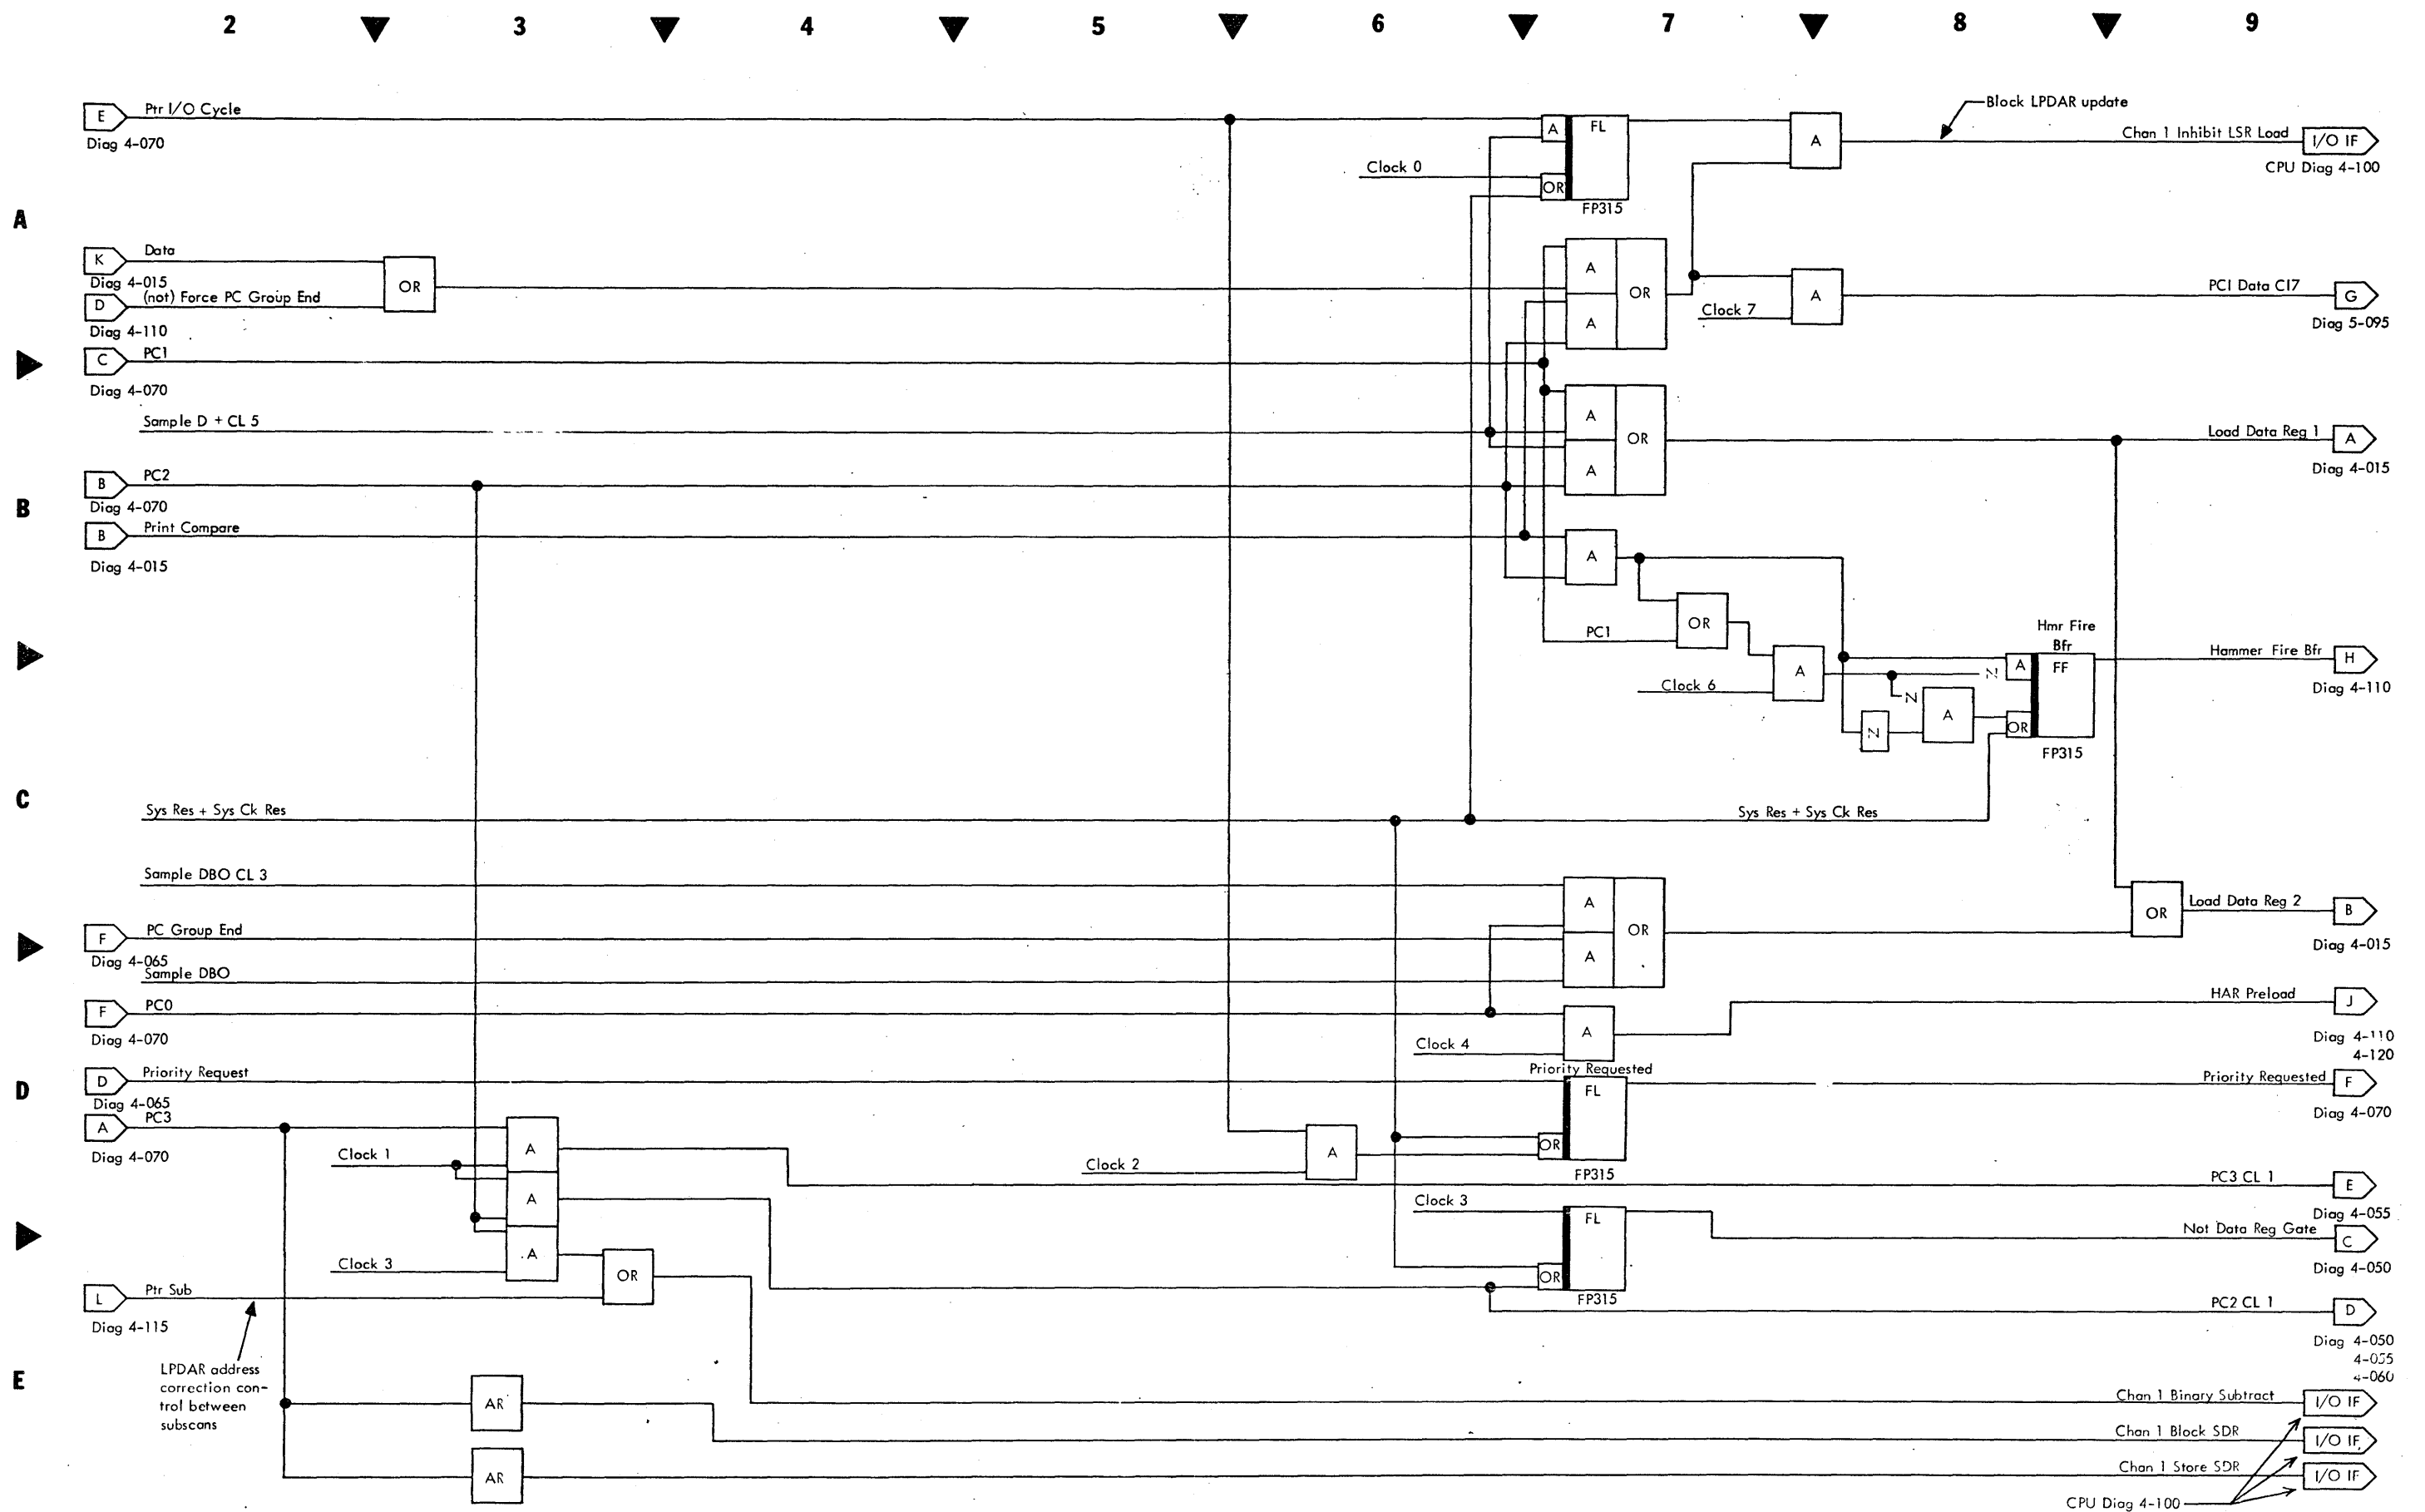 2 3 4 5 6 7 8 9
E Ptr I/O Cycle
Diag 4-070
A FL
Clock 0
OR
FP315
A
Block LPDAR update
Chan 1 Inhibit LSR Load
I/O IF
CPU Diag 4-100
A
K Data
Diag 4-015
D (not) Force PC Group End
Diag 4-110
OR
A
A
OR
Clock 7
A
PC1 Data Cl7
G
Diag 5-095
C PC1
Diag 4-070
Sample D + CL 5
A
A
OR
Load Data Reg 1
A
Diag 4-015
B
B PC2
Diag 4-070
B Print Compare
Diag 4-015
A
PC1
OR
Clock 6
A
N
N
N
A
Hmr Fire
Bfr
A FF
OR
FP315
Hammer Fire Bfr
H
Diag 4-110
C
Sys Res + Sys Ck Res
Sys Res + Sys Ck Res
Sample DBO CL 3
F PC Group End
Diag 4-065
Sample DBO
A
A
OR
OR
Load Data Reg 2
B
Diag 4-015
F PC0
Diag 4-070
Clock 4
A
HAR Preload
J
Diag 4-110
4-120
D
D Priority Request
Diag 4-065
Priority Requested
FL
OR
FP315
Priority Requested
F
Diag 4-070
A PC3
Diag 4-070
Clock 1
A
A
A
Clock 3
Clock 2
A
PC3 CL 1
E
Diag 4-055
Clock 3
FL
OR
FP315
Not Data Reg Gate
C
Diag 4-050
L Ptr Sub
Diag 4-115
OR
PC2 CL 1
D
Diag 4-050
4-055
4-060
E
LPDAR address
correction con-
trol between
subscans
AR
AR
Chan 1 Binary Subtract
I/O IF
Chan 1 Block SDR
I/O IF
Chan 1 Store SDR
I/O IF
CPU Diag 4-100